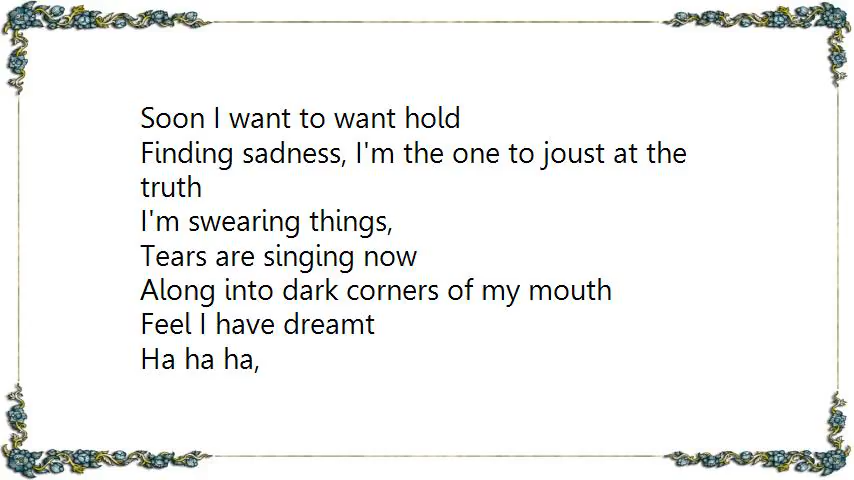 Soon I want to want hold
Finding sadness, I'm the one to joust at the
truth
I'm swearing things,
Tears are singing now
Along into dark corners of my mouth
Feel I have dreamt
Ha ha ha,